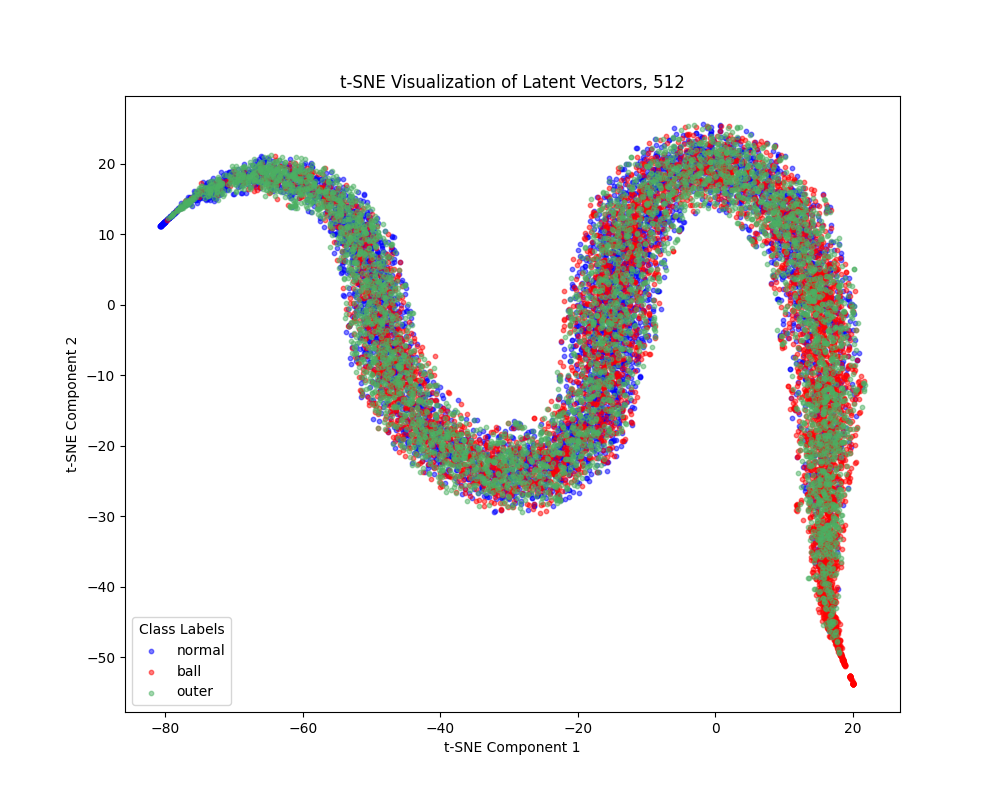 t-SNE Visualization of Latent Vectors, 512
t-SNE Component 2
20
10
0
−10
−20
−30
−40
−50
Class Labels
normal
ball
outer
−80
−60
−40
−20
0
20
t-SNE Component 1